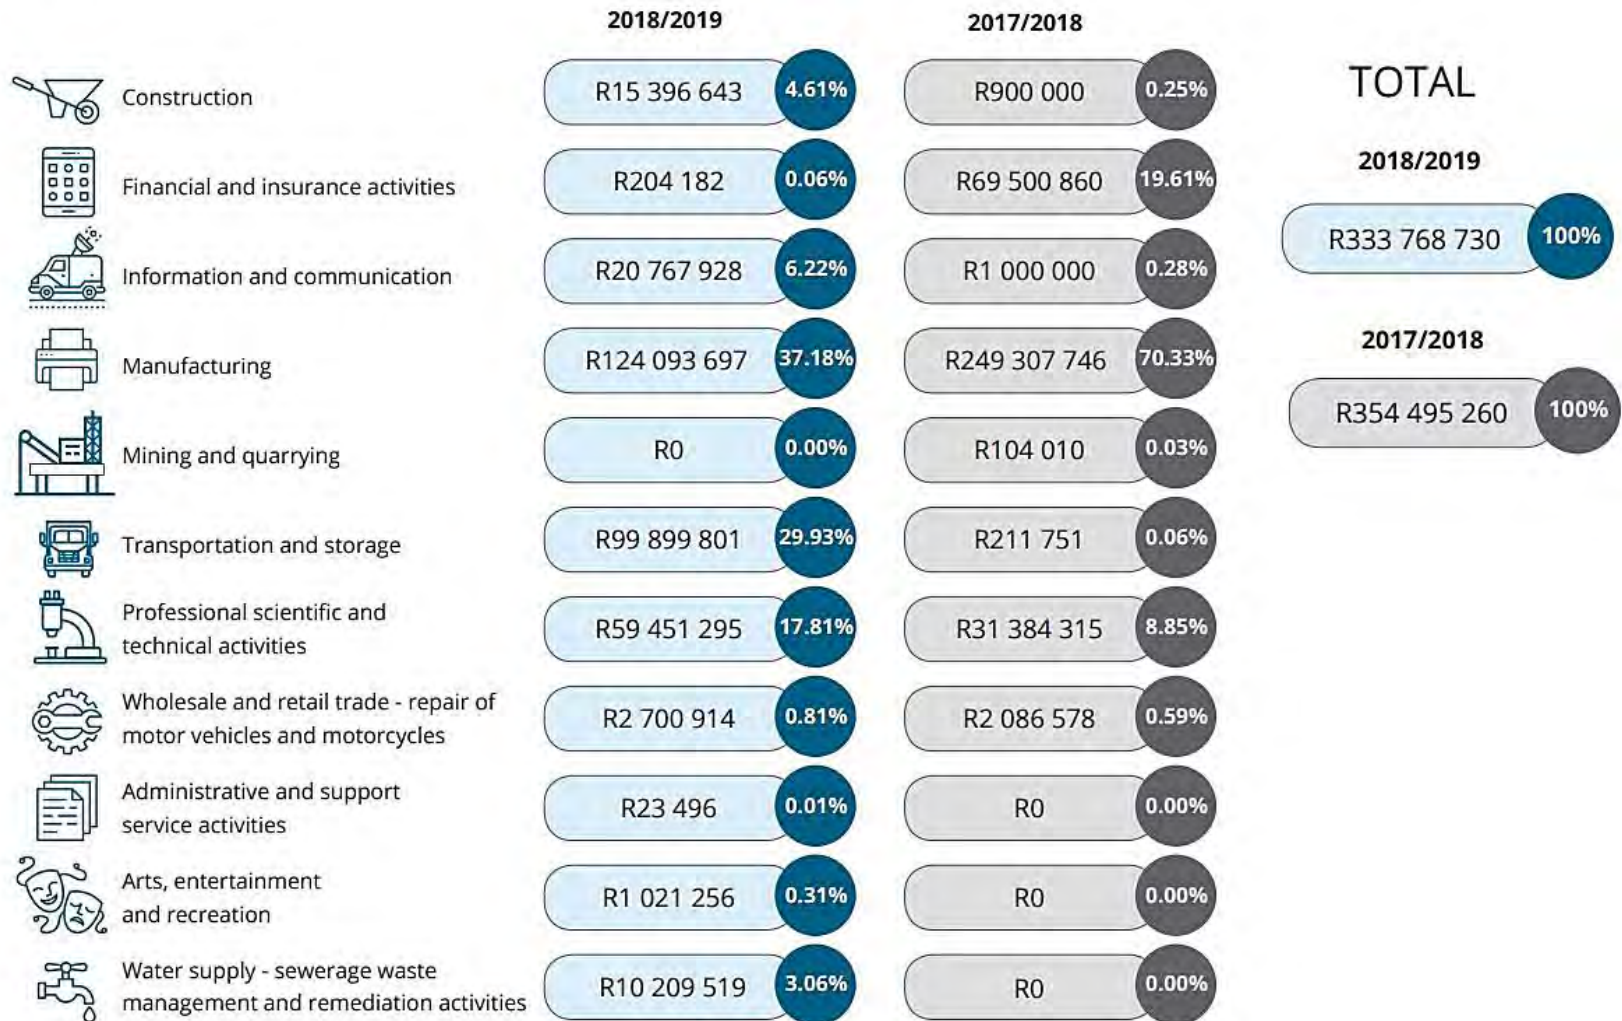 2018/2019 2017/2018
Construction R15 396 643 4.61% R900 000 0.25%
Financial and insurance activities R204 182 0.06% R69 500 860 19.61%
Information and communication R20 767 928 6.22% R1 000 000 0.28%
Manufacturing R124 093 697 37.18% R249 307 746 70.33%
Mining and quarrying R0 0.00% R104 010 0.03%
Transportation and storage R99 899 801 29.93% R211 751 0.06%
Professional scientific and
technical activities R59 451 295 17.81% R31 384 315 8.85%
Wholesale and retail trade - repair of
motor vehicles and motorcycles R2 700 914 0.81% R2 086 578 0.59%
Administrative and support
service activities R23 496 0.01% R0 0.00%
Arts, entertainment
and recreation R1 021 256 0.31% R0 0.00%
Water supply - sewerage waste
management and remediation activities R10 209 519 3.06% R0 0.00%
TOTAL
2018/2019
R333 768 730 100%
2017/2018
R354 495 260 100%